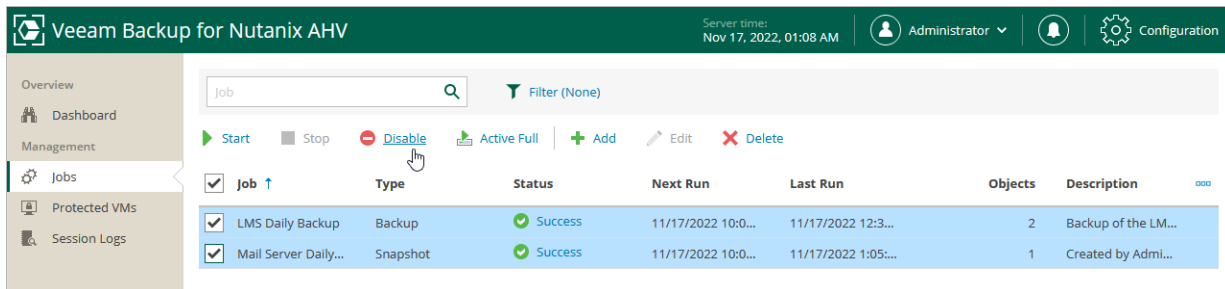 Veeam Backup for Nutanix AHV
Server time:
Nov 17, 2022, 01:08 AM
Administrator
Configuration
Overview
Dashboard
Management
Jobs
Protected VMs
Session Logs
Job
Filter (None)
Start Stop Disable Active Full Add Edit Delete
Job Type Status Next Run Last Run Objects Description
LMS Daily Backup Backup Success 11/17/2022 10:0... 11/17/2022 12:3... 2 Backup of the LM...
Mail Server Daily... Snapshot Success 11/17/2022 10:0... 11/17/2022 1:05:... 1 Created by Admi...